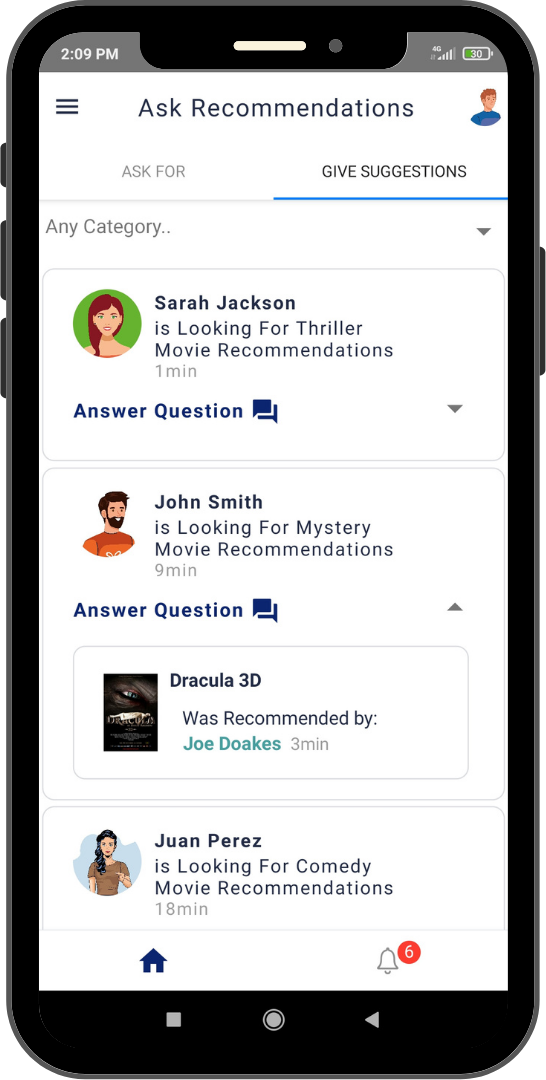 2:09 PM
4G
30
Ask Recommendations
ASK FOR
GIVE SUGGESTIONS
Any Category..
Sarah Jackson
is Looking For Thriller
Movie Recommendations
1min
Answer Question
John Smith
is Looking For Mystery
Movie Recommendations
9min
Answer Question
Dracula 3D
DRACULA
Was Recommended by:
Joe Doakes 3min
Juan Perez
is Looking For Comedy
Movie Recommendations
18min
6